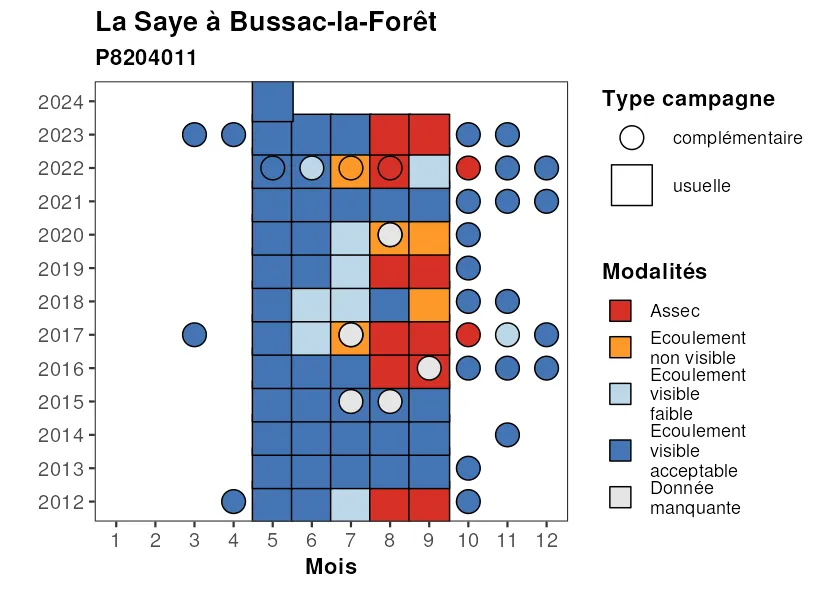 La Saye à Bussac-la-Forêt
P8204011
2024
2023
2022
2021
2020
2019
2018
2017
2016
2015
2014
2013
2012
1 2 3 4 5 6 7 8 9 10 11 12
Mois
Type campagne
complémentaire
usuelle
Modalités
Assec
Ecoulement
non visible
Ecoulement
visible
faible
Ecoulement
visible
acceptable
Donnée
manquante